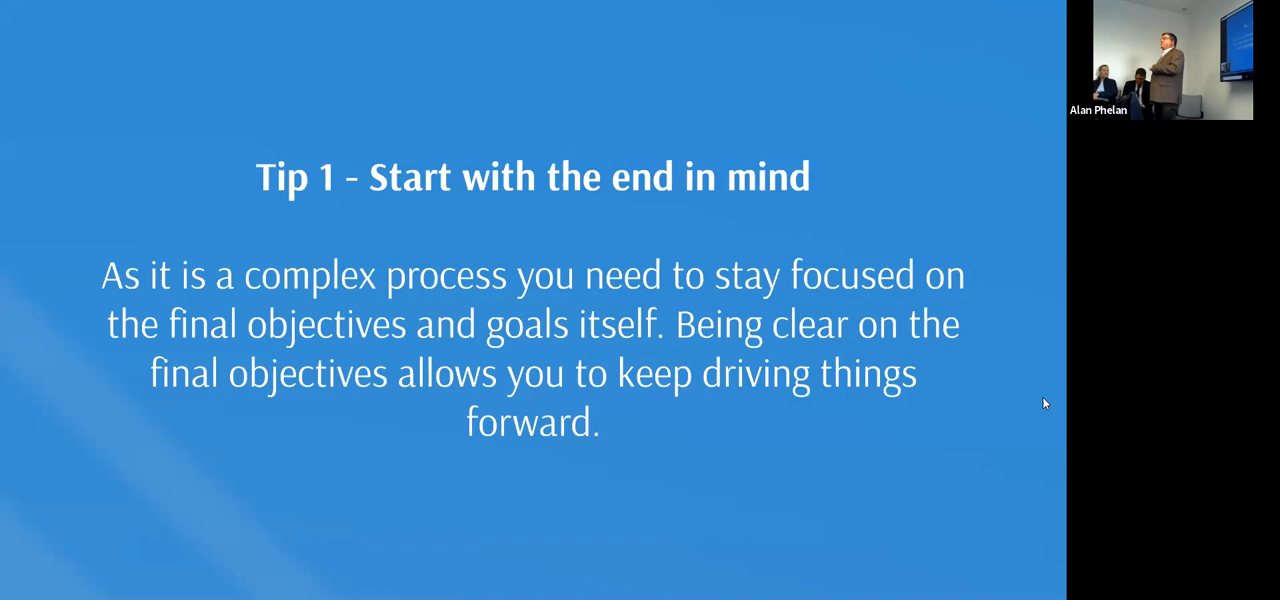 Tip 1 - Start with the end in mind
As it is a complex process you need to stay focused on
the final objectives and goals itself. Being clear on the
final objectives allows you to keep driving things
forward.
Alan Phelan